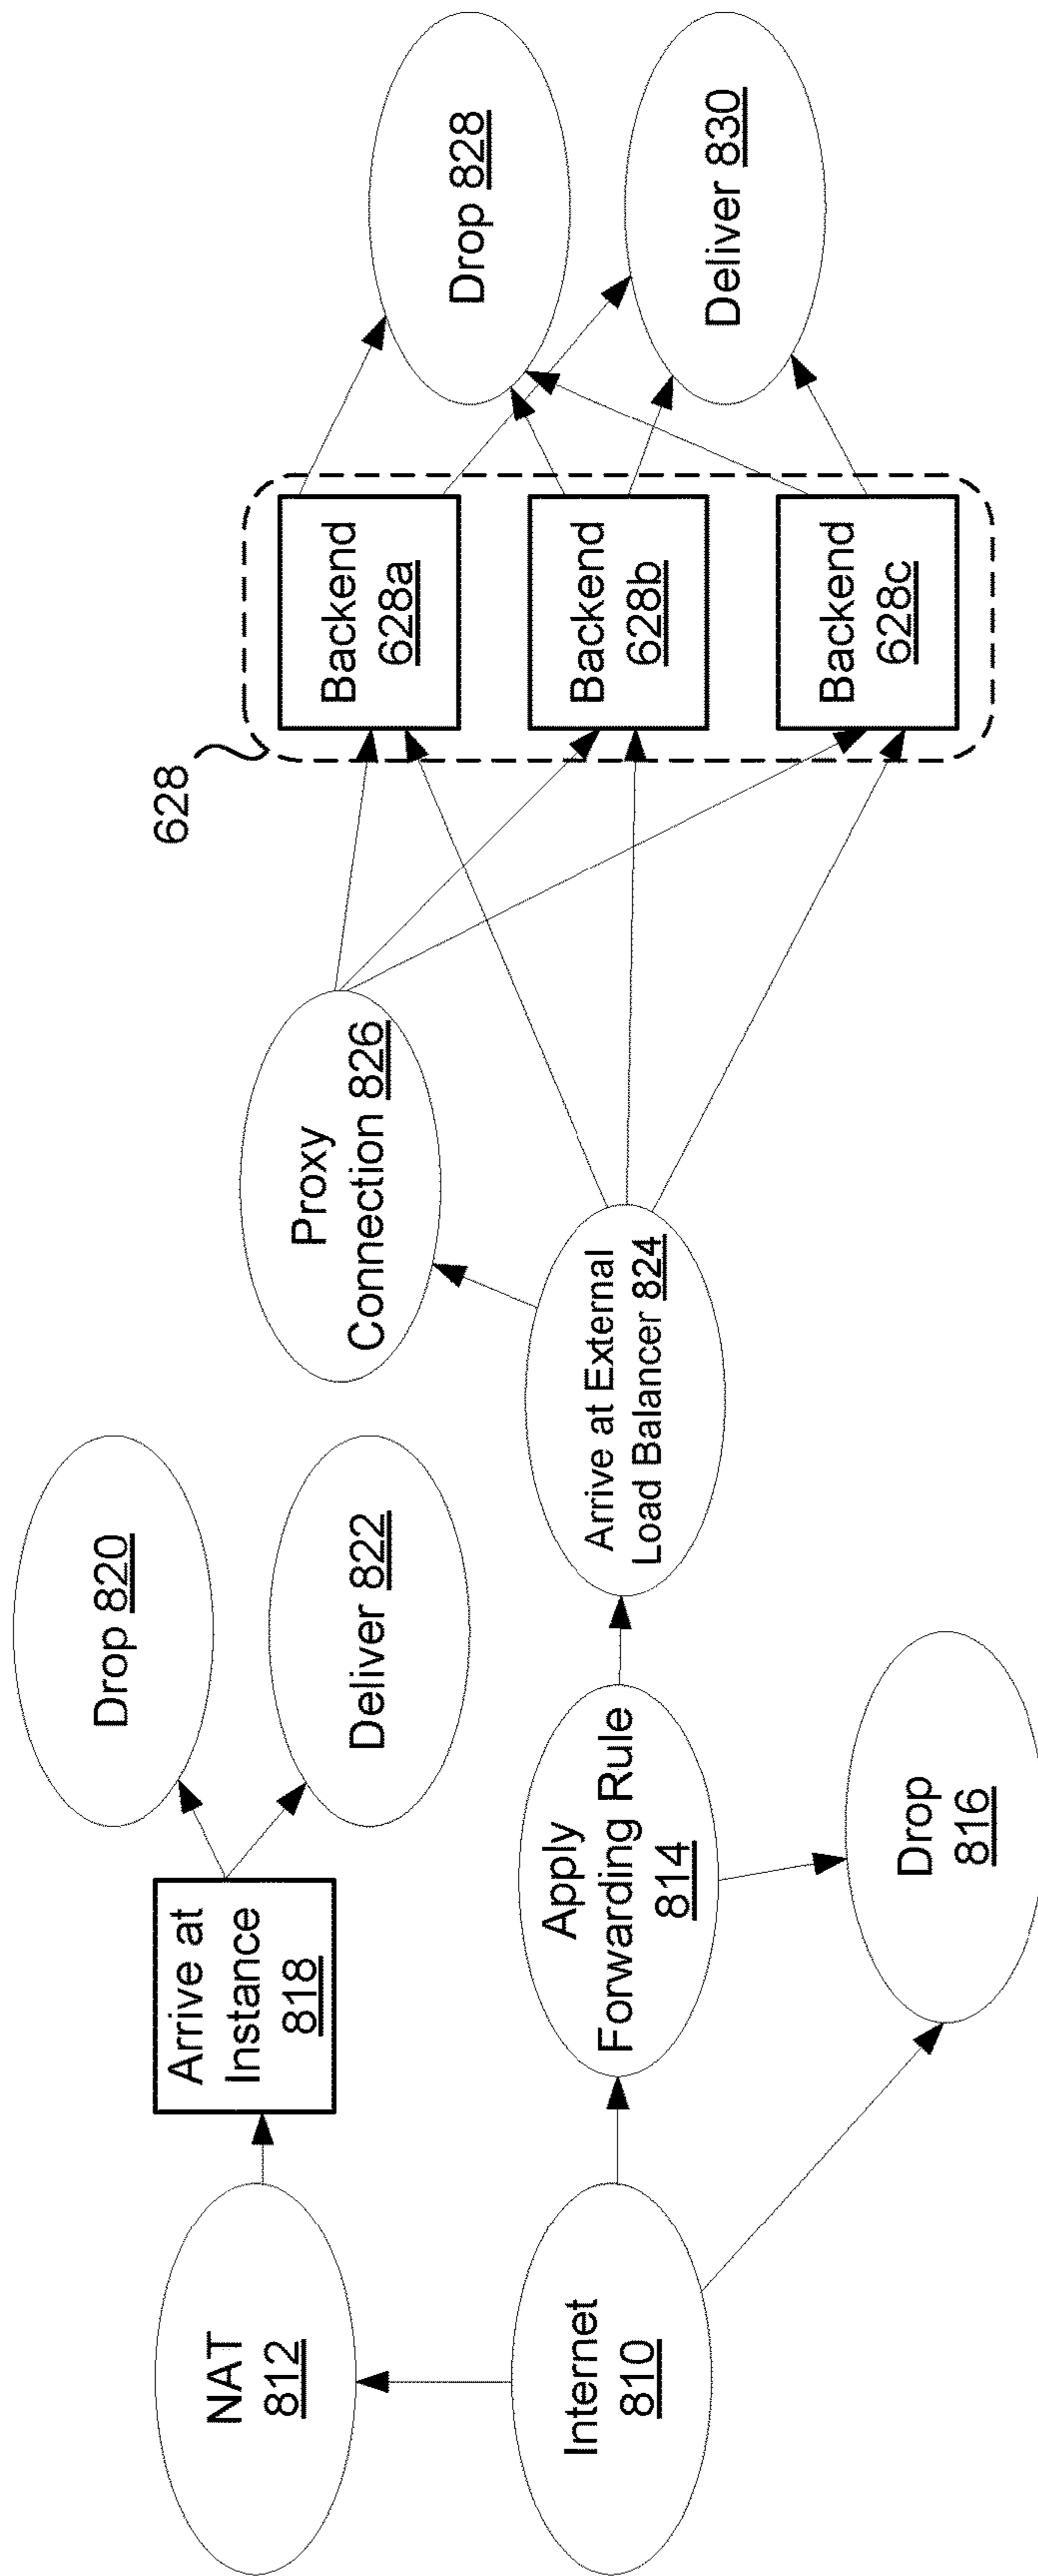 NAT
812
Arrive at
Instance
818
Drop 820
Deliver 822
Internet
810
Apply
Forwarding Rule
814
Drop
816
Arrive at External
Load Balancer 824
Proxy
Connection 826
628
Backend
628a
Backend
628b
Backend
628c
Drop 828
Deliver 830